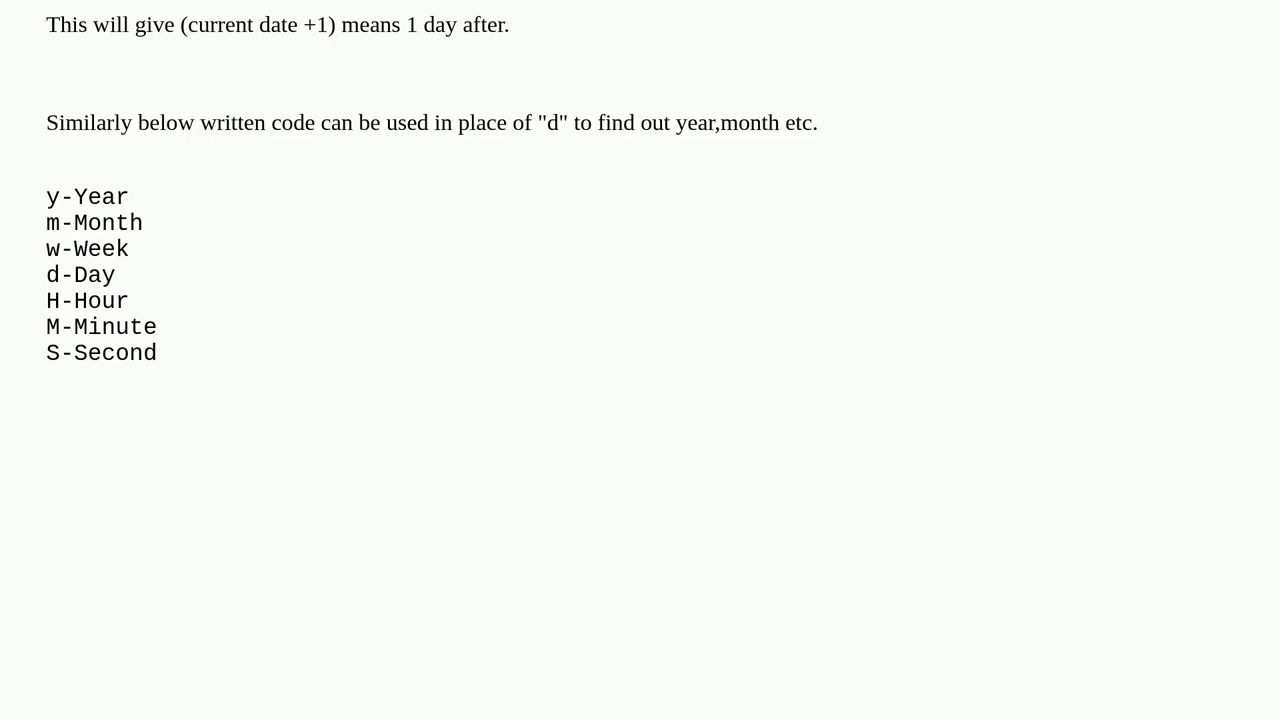 This will give (current date +1) means 1 day after.
Similarly below written code can be used in place of "d" to find out year,month etc.
y-Year
m-Month
w-Week
d-Day
H-Hour
M-Minute
S-Second